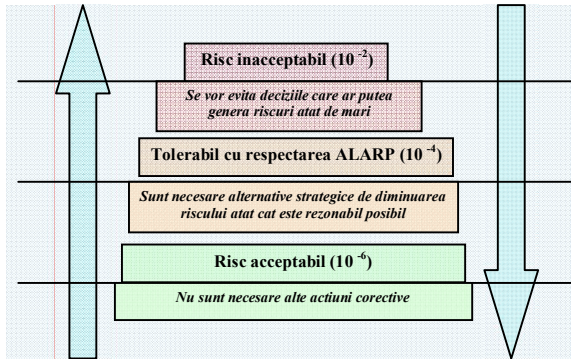 Risc inacceptabil (10 -2)
Se vor evita deciziile care ar putea
genera riscuri atat de mari
Tolerabil cu respectarea ALARP (10 -4)
Sunt necesare alternative strategice de diminuarea
riscului atat cat este rezonabil posibil
Risc acceptabil (10 -6)
Nu sunt necesare alte actiuni corective